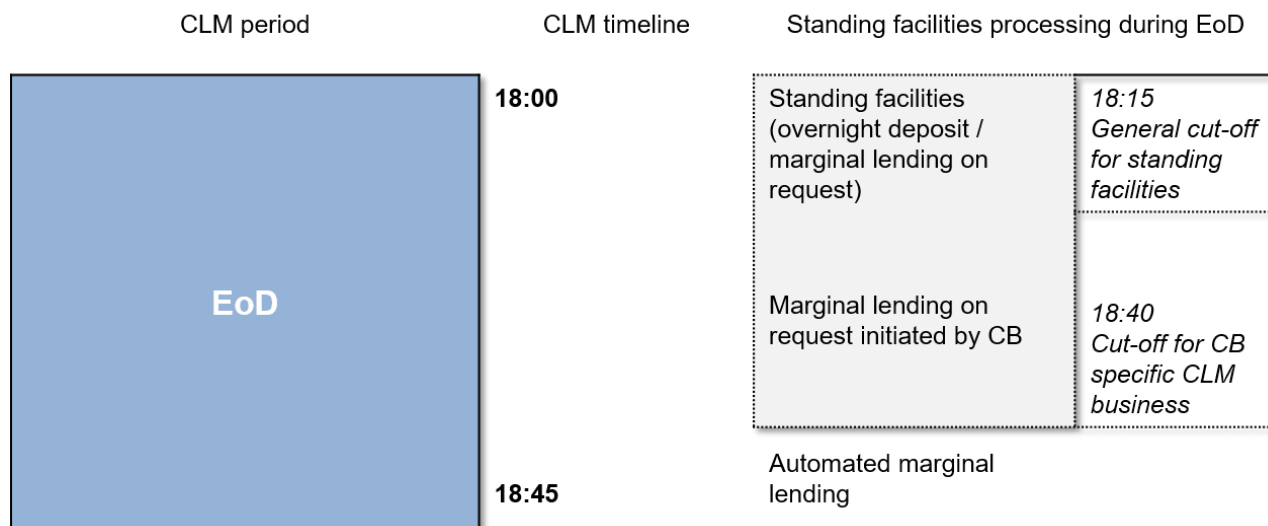 CLM period
CLM timeline
Standing facilities processing during EoD
18:00
Standing facilities
(overnight deposit /
marginal lending on
request)
18:15
General cut-off
for standing
facilities
EoD
Marginal lending on
request initiated by CB
18:40
Cut-off for CB
specific CLM
business
Automated marginal
lending
18:45